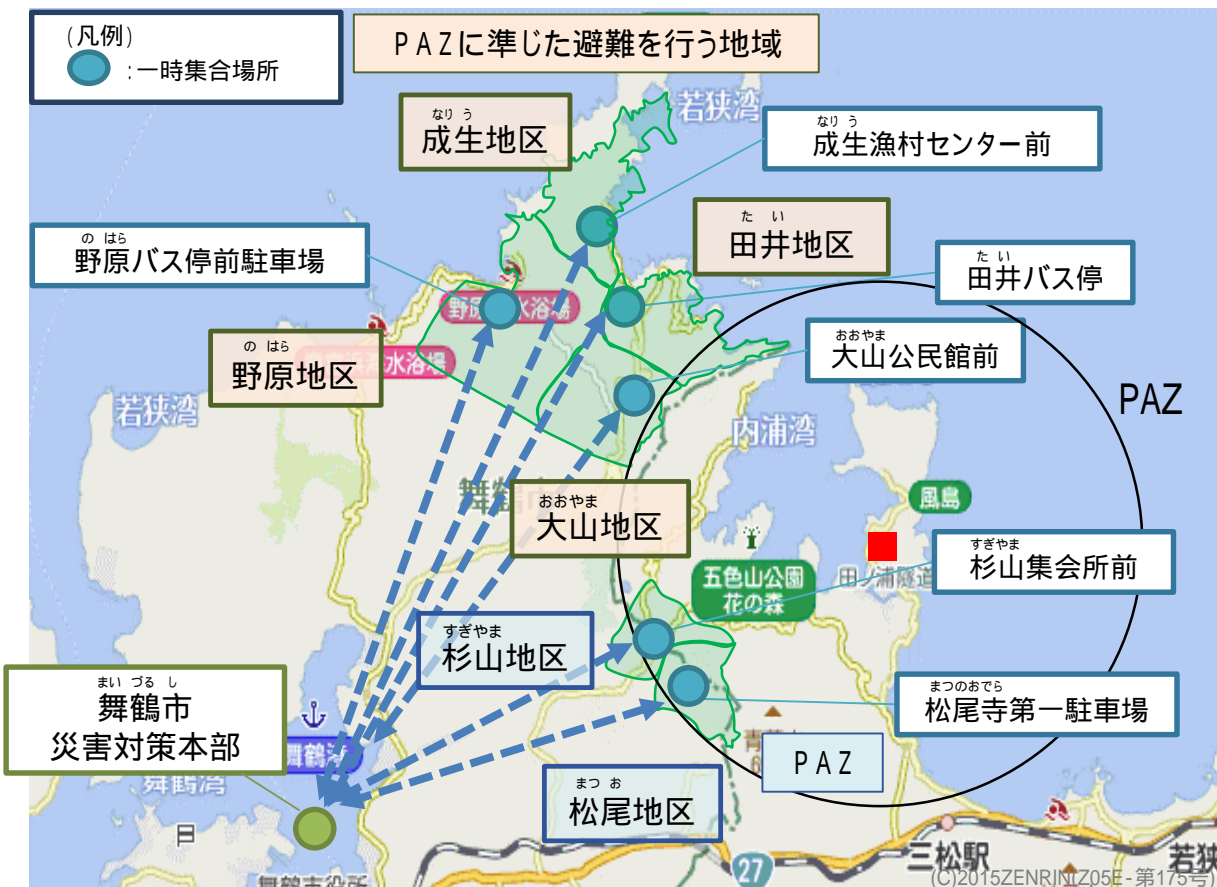 (凡例)
:一時集合場所
PAZに準じた避難を行う地域
なり う
成生地区
若狭湾
なり う
成生漁村センター前
の はら
野原バス停前駐車場
た い
田井地区
た い
田井バス停
の はら
野原地区
水浴場
おおやま
大山公民館前
PAZ
若狭湾
内浦湾
おおやま
大山地区
風島
すぎやま
杉山集会所前
五色山公園
花の森
すぎやま
杉山地区
まい づる し
舞鶴市
災害対策本部
まつのおでら
松尾寺第一駐車場
PAZ
舞鶴湾
まつ お
松尾地区
27
三松駅
若狭
舞鶴市役所
(C)2015ZENRIN(Z05E-第175号)